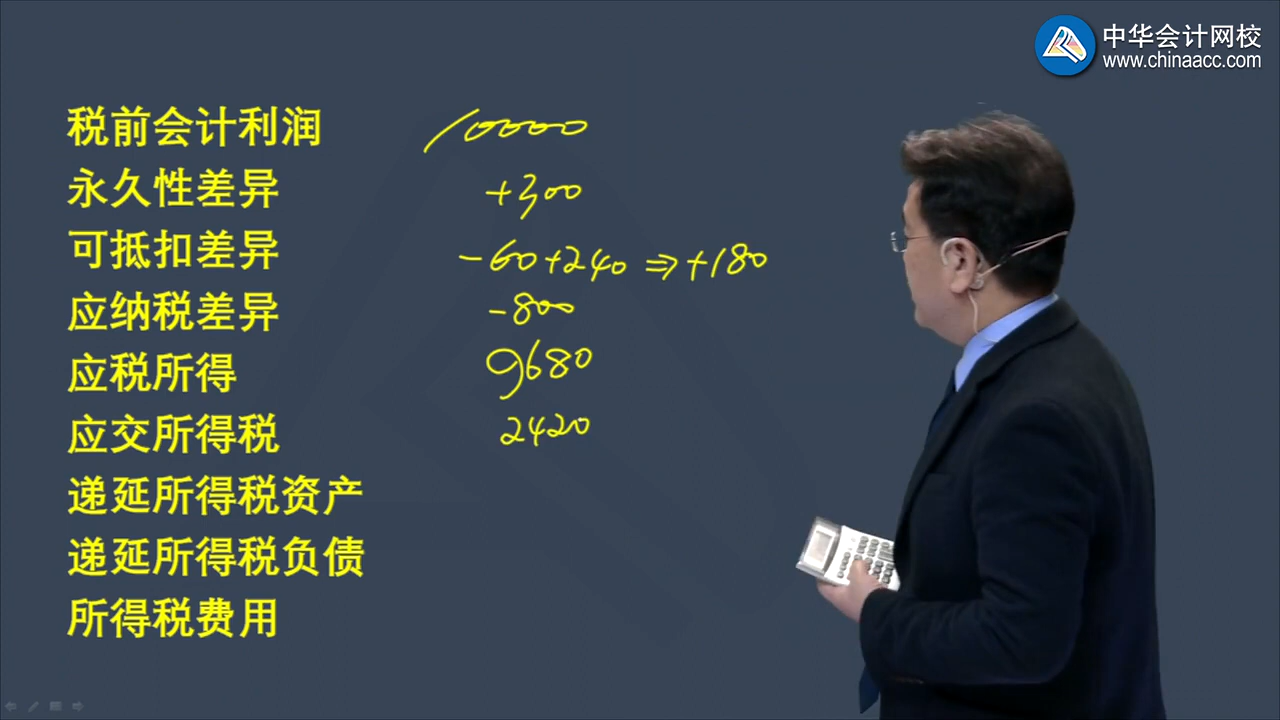 中华会计网校
www.chinaacc.com
税前会计利润 10000
永久性差异 +300
可抵扣差异 -60+240⇒+180
应纳税差异 -800
应税所得 9680
应交所得税 2420
递延所得税资产
递延所得税负债
所得税费用